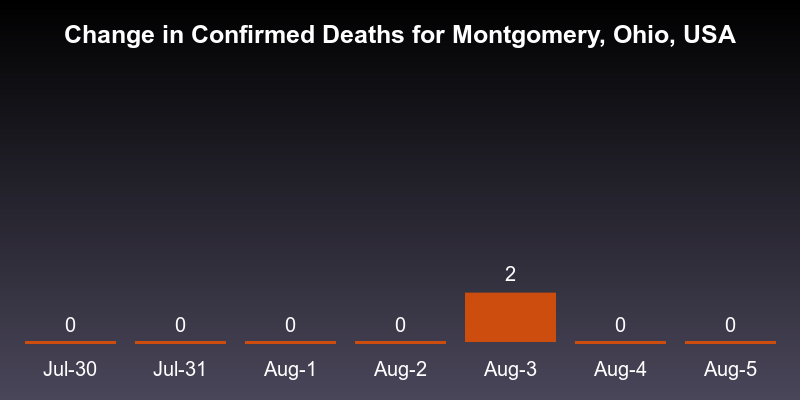 Change in Confirmed Deaths for Montgomery, Ohio, USA
0 0 0 0 2 0 0
Jul-30 Jul-31 Aug-1 Aug-2 Aug-3 Aug-4 Aug-5